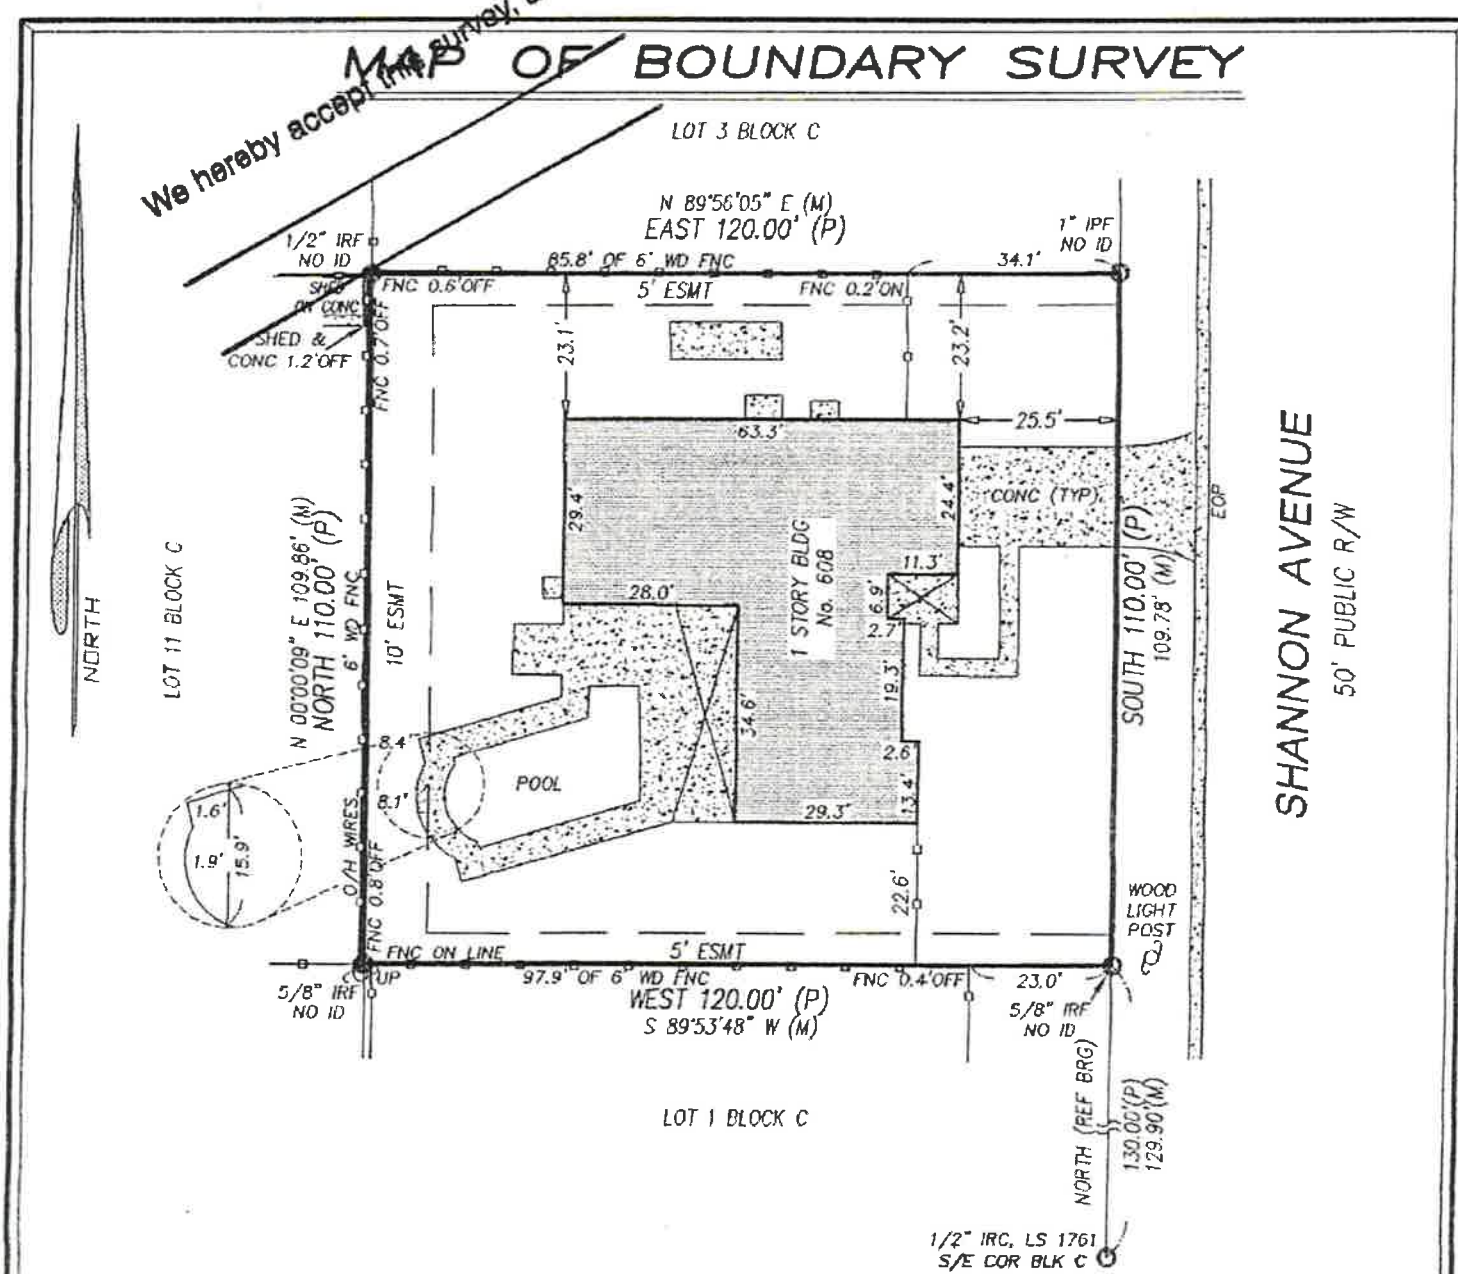 We hereby accept this survey,
MAP OF BOUNDARY SURVEY
LOT 3 BLOCK C
N 89°56'05" E (M)
EAST 120.00' (P)
1/2" IRF
NO ID
1" IPF
NO ID
85.8' OF 6' WD FNC
34.1'
FNC 0.6'OFF
5' ESMT
FNC 0.2'ON
SHED
ON CONC
SHED &
CONC 1.2'OFF
FNC 0.7'OFF
23.1'
23.2'
63.3'
25.5'
CONC (TYP)
EOP
29.4'
24.4'
1 STORY BLDG
No. 608
11.3'
6.9'
2.7'
28.0'
19.3'
34.6'
2.6'
13.4'
29.3'
22.6'
NORTH
LOT 11 BLOCK C
N 00°00'09" E 109.86' (M)
NORTH 110.00' (P)
6' WD FNC
10' ESMT
SOUTH 110.00' (P)
109.78' (M)
SHANNON AVENUE
50' PUBLIC R/W
8.4'
8.1'
POOL
1.6'
1.9'
15.9'
O/H WIRES
FNC 0.8'OFF
WOOD
LIGHT
POST
FNC ON LINE
5' ESMT
UP
97.9' OF 6' WD FNC
FNC 0.4'OFF
23.0'
5/8" IRF
NO ID
WEST 120.00' (P)
S 89°53'48" W (M)
5/8" IRF
NO ID
LOT 1 BLOCK C
NORTH (REF BRG)
130.00'(P)
129.90'(M)
1/2" IRC, LS 1761
S/E COR BLK C